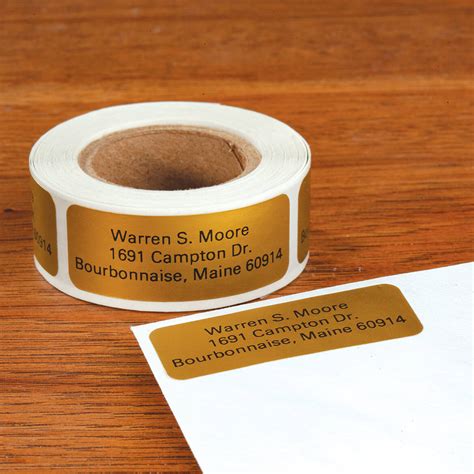 Warren S. Moore
1691 Campton Dr.
Bourbonnaise, Maine 60914
Warren S. Moore
1691 Campton Dr.
Bourbonnaise, Maine 60914